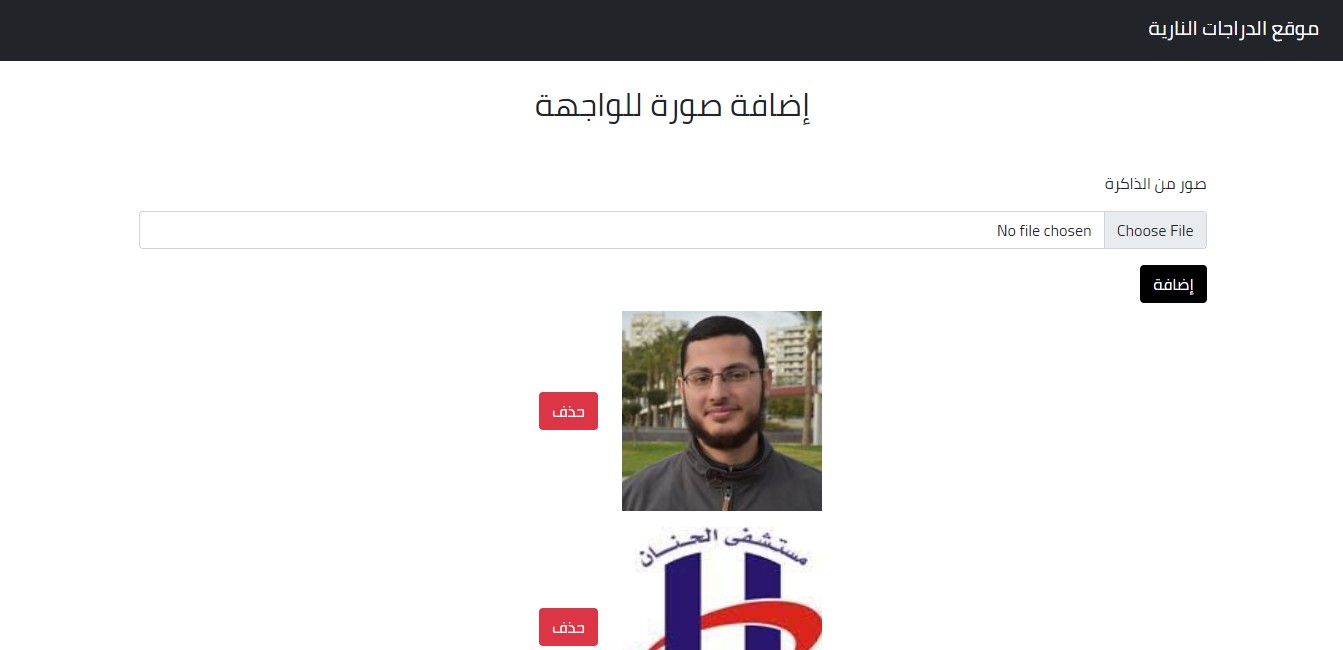 موقع الدراجات النارية
إضافة صورة للواجهة
صور من الذاكرة
Choose File No file chosen
إضافة
حذف
مستشفى الحنان
حذف